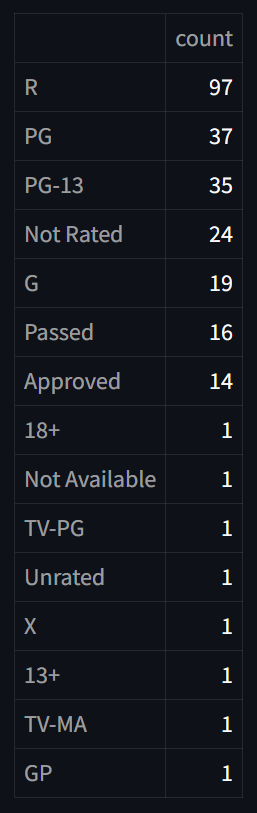 count
R 97
PG 37
PG-13 35
Not Rated 24
G 19
Passed 16
Approved 14
18+ 1
Not Available 1
TV-PG 1
Unrated 1
X 1
13+ 1
TV-MA 1
GP 1